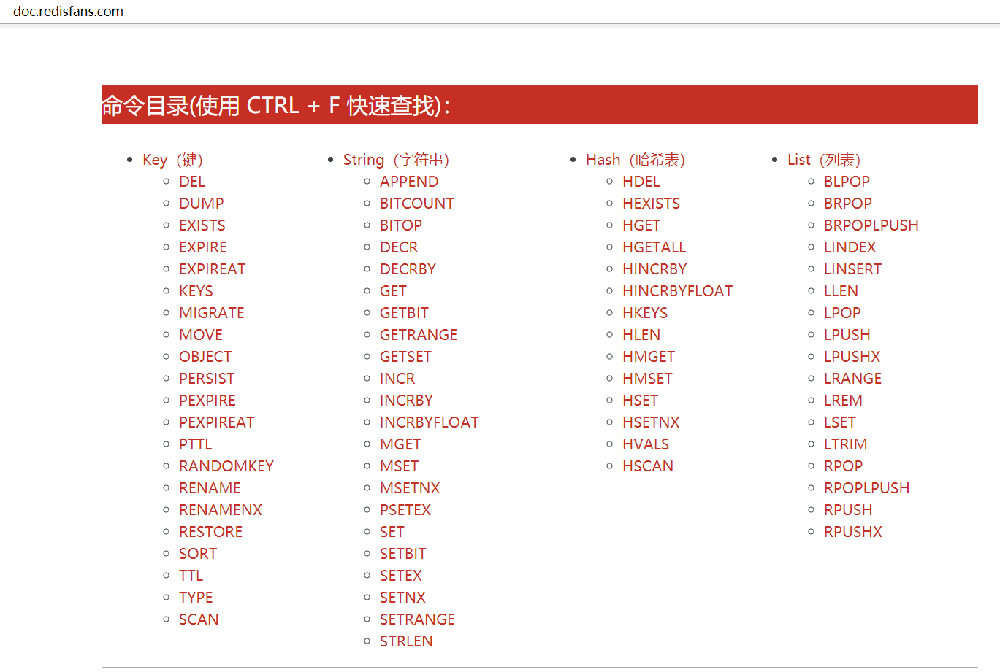 doc.redisfans.com
命令目录(使用 CTRL + F 快速查找)：
Key（键）
DEL
DUMP
EXISTS
EXPIRE
EXPIREAT
KEYS
MIGRATE
MOVE
OBJECT
PERSIST
PEXPIRE
PEXPIREAT
PTTL
RANDOMKEY
RENAME
RENAMENX
RESTORE
SORT
TTL
TYPE
SCAN
String（字符串）
APPEND
BITCOUNT
BITOP
DECR
DECRBY
GET
GETBIT
GETRANGE
GETSET
INCR
INCRBY
INCRBYFLOAT
MGET
MSET
MSETNX
PSETEX
SET
SETBIT
SETEX
SETNX
SETRANGE
STRLEN
Hash（哈希表）
HDEL
HEXISTS
HGET
HGETALL
HINCRBY
HINCRBYFLOAT
HKEYS
HLEN
HMGET
HMSET
HSET
HSETNX
HVALS
HSCAN
List（列表）
BLPOP
BRPOP
BRPOPLPUSH
LINDEX
LINSERT
LLEN
LPOP
LPUSH
LPUSHX
LRANGE
LREM
LSET
LTRIM
RPOP
RPOPLPUSH
RPUSH
RPUSHX